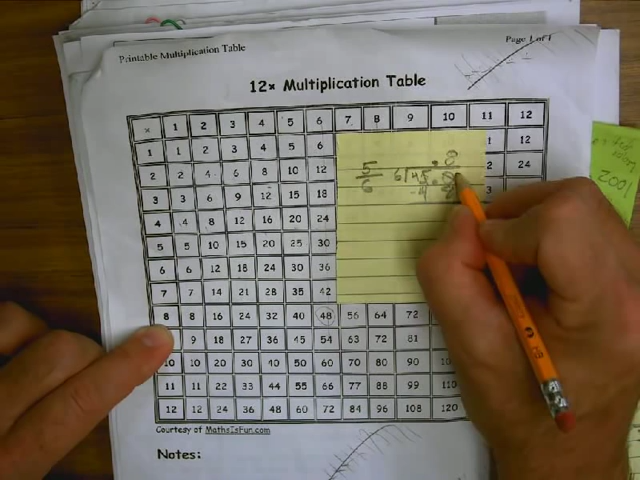 Printable Multiplication Table Page 1 of 1
12× Multiplication Table
× 1 2 3 4 5 6 7 8 9 10 11 12
1 1 2 3 4 5 6 1 12
2 2 4 6 8 10 12 2 24
3 3 6 9 12 15 18 3
4 4 8 12 16 20 24
5 5 10 15 20 25 30
6 6 12 18 24 30 36
7 7 14 21 28 35 42
8 8 16 24 32 40 48 56 64 72
9 18 27 36 45 54 63 72 81
10 10 20 30 40 50 60 70 80 90 10
11 11 22 33 44 55 66 77 88 99 110
12 12 24 36 48 60 72 84 96 108 120
Courtesy of MathsIsFun.com
Notes:
5
6
1002